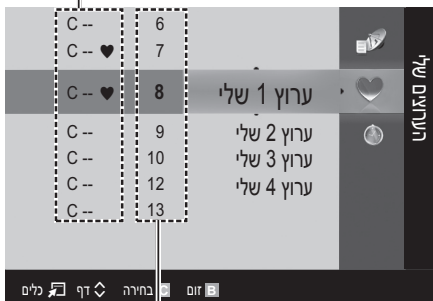 הערוצים שלי
6 C --
7 ♥ C --
ערוץ 1 שלי 8 ♥ C --
ערוץ 2 שלי 9 C --
ערוץ 3 שלי 10 C --
ערוץ 4 שלי 12 C --
13 C --
B זום C בחירה דף כלים